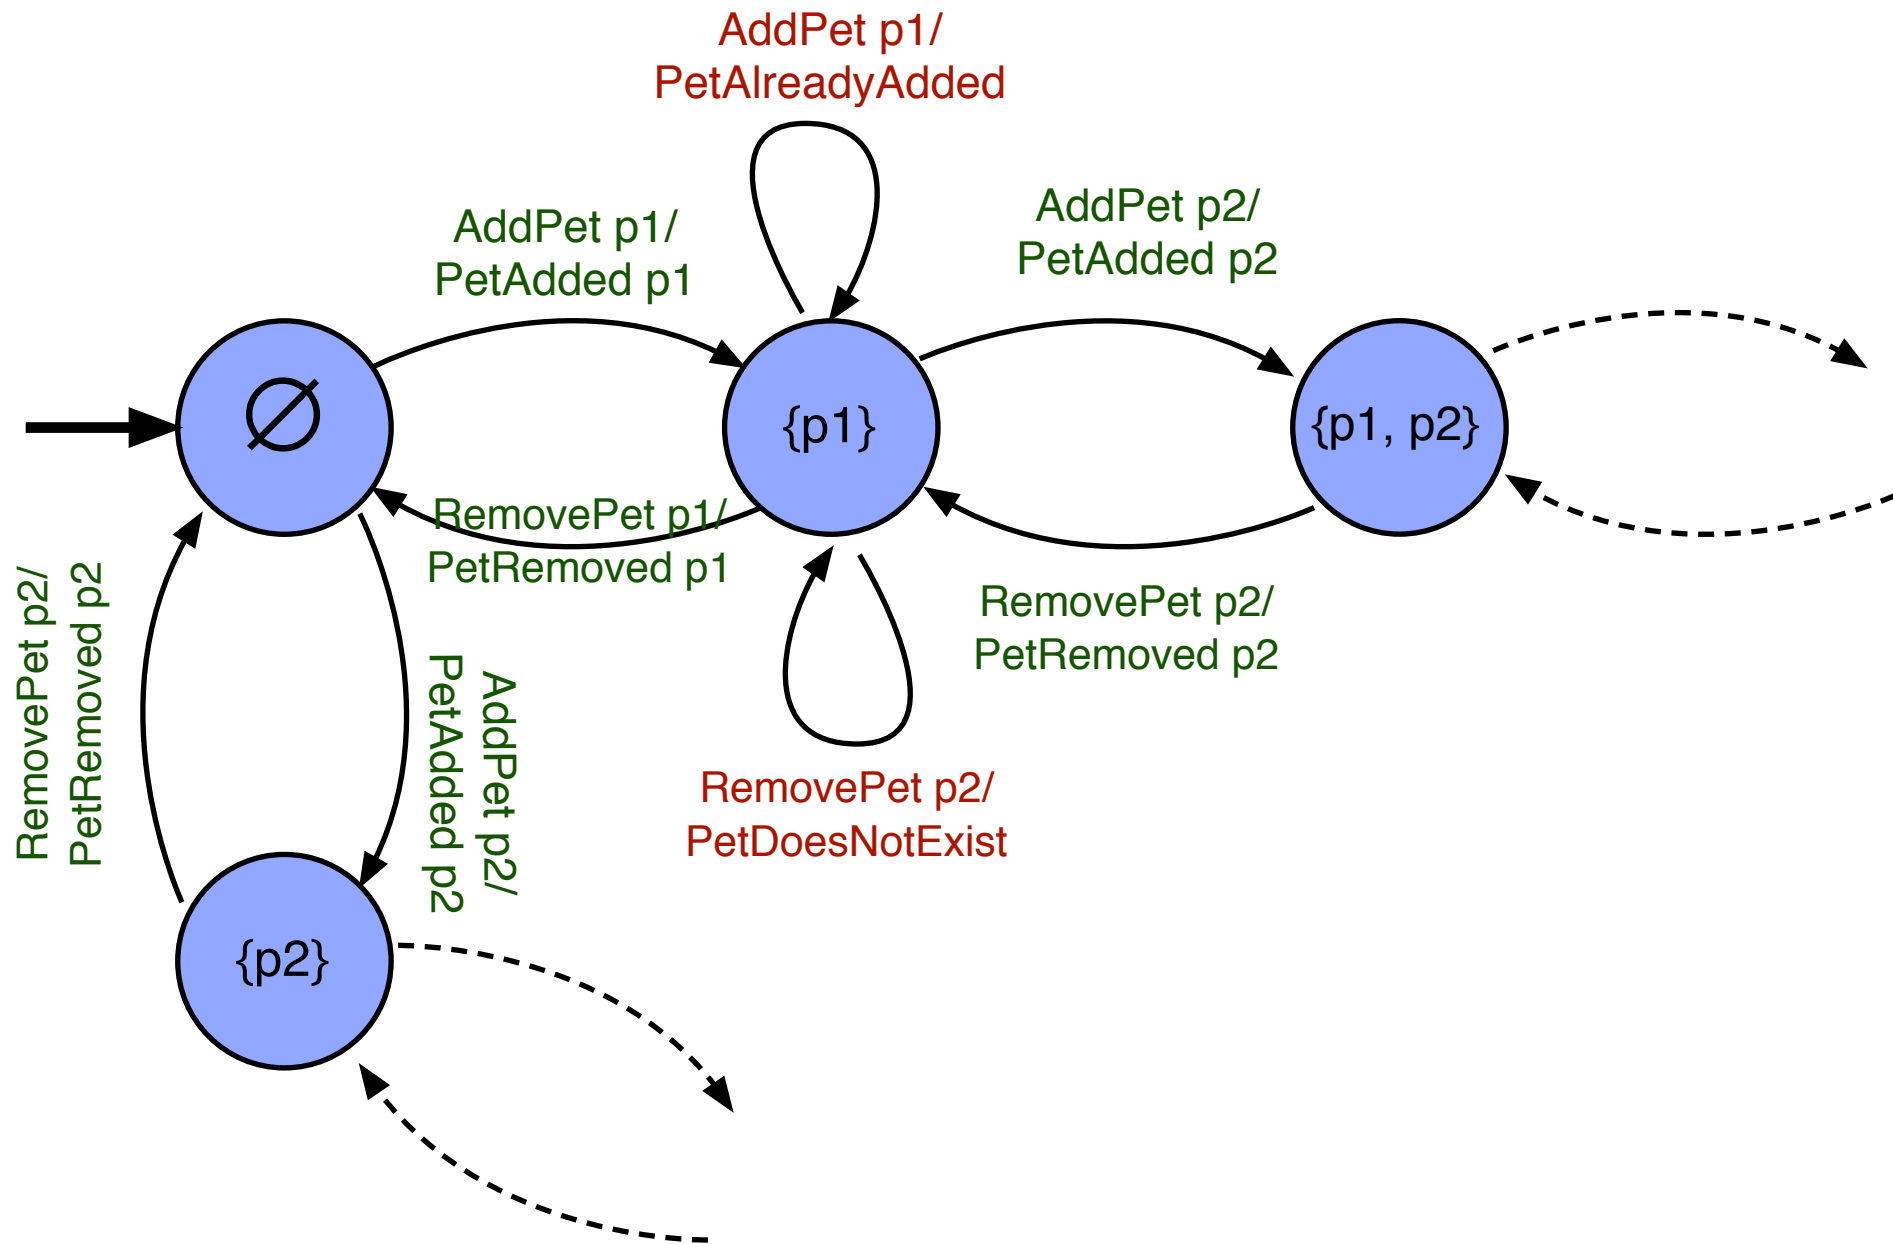 AddPet p1/
PetAlreadyAdded
AddPet p1/
PetAdded p1
AddPet p2/
PetAdded p2
∅
{p1}
{p1, p2}
RemovePet p1/
PetRemoved p1
RemovePet p2/
PetRemoved p2
RemovePet p2/
PetRemoved p2
AddPet p2/
PetAdded p2
RemovePet p2/
PetDoesNotExist
{p2}